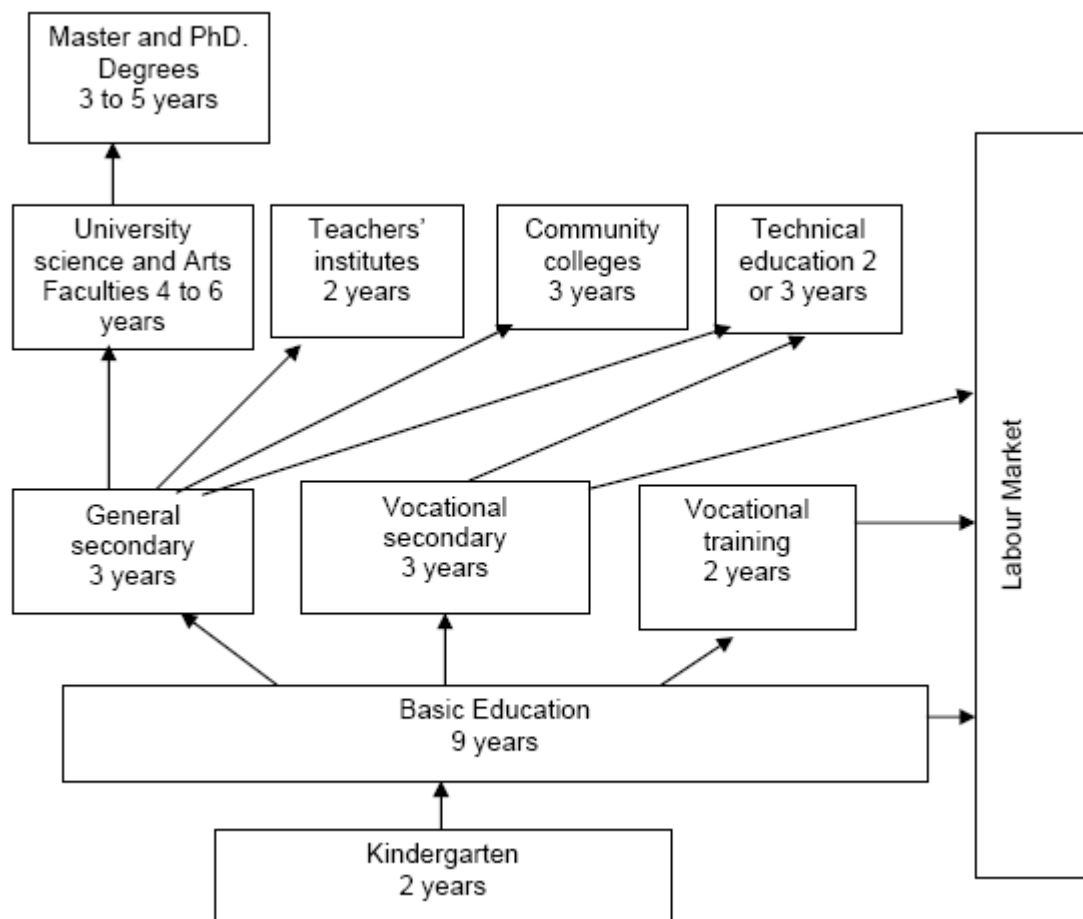 Master and PhD.
Degrees
3 to 5 years
University
science and Arts
Faculties 4 to 6
years
Teachers’
institutes
2 years
Community
colleges
3 years
Technical
education 2
or 3 years
General
secondary
3 years
Vocational
secondary
3 years
Vocational
training
2 years
Labour Market
Basic Education
9 years
Kindergarten
2 years